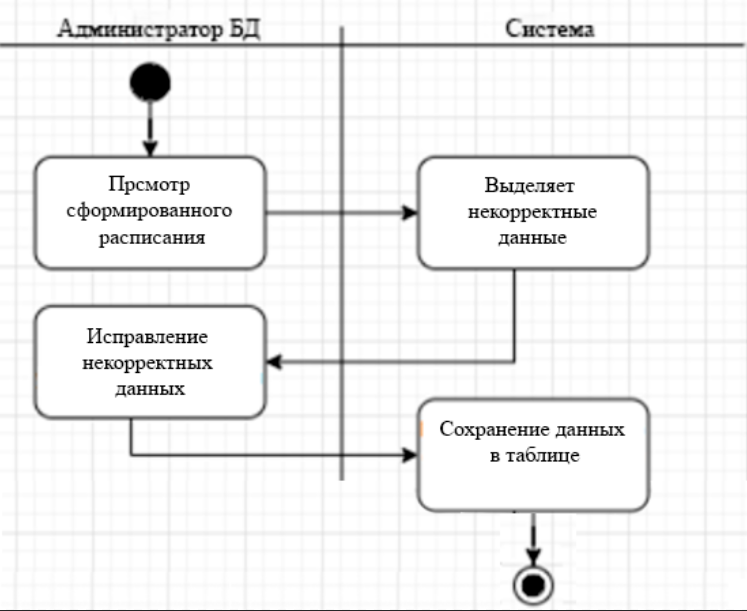 Администратор БД
Система
Прсмотр
сформированного
расписания
Выделяет
некорректные
данные
Исправление
некорректных
данных
Сохранение данных
в таблице